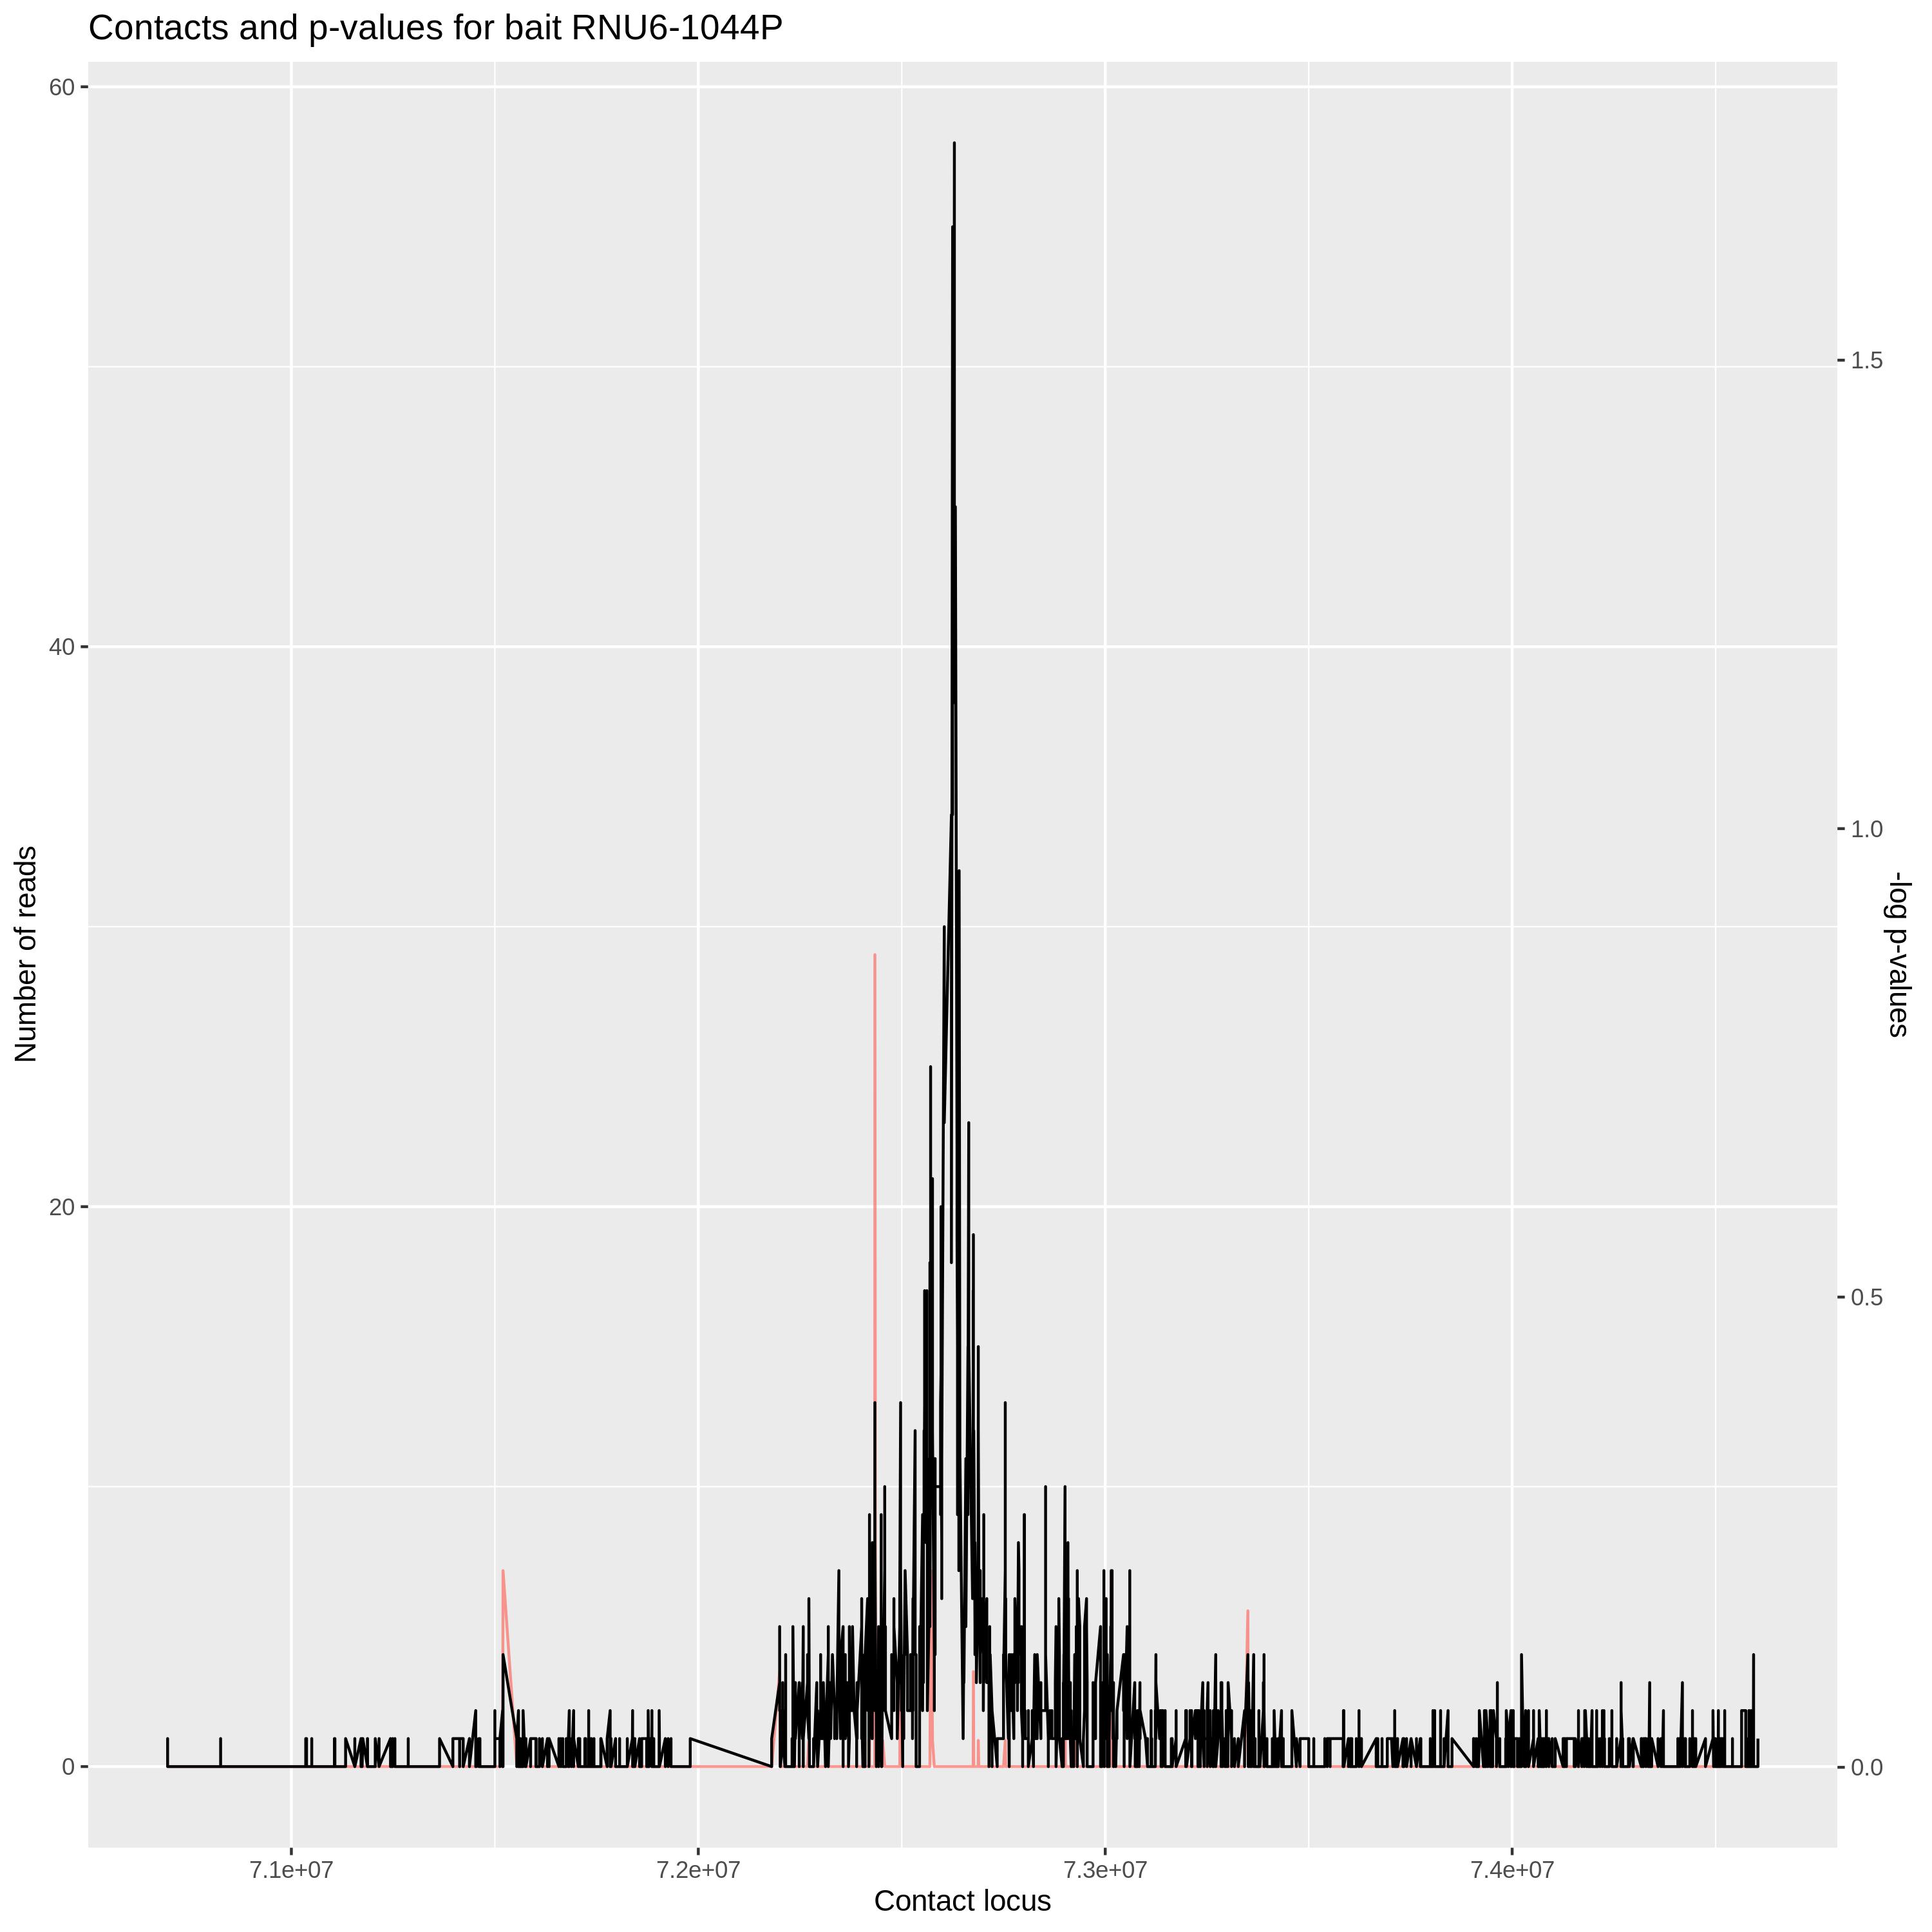 Contacts and p-values for bait RNU6-1044P
60
40
20
0
Number of reads
1.5
1.0
0.5
0.0
-log p-values
7.1e+07
7.2e+07
7.3e+07
7.4e+07
Contact locus